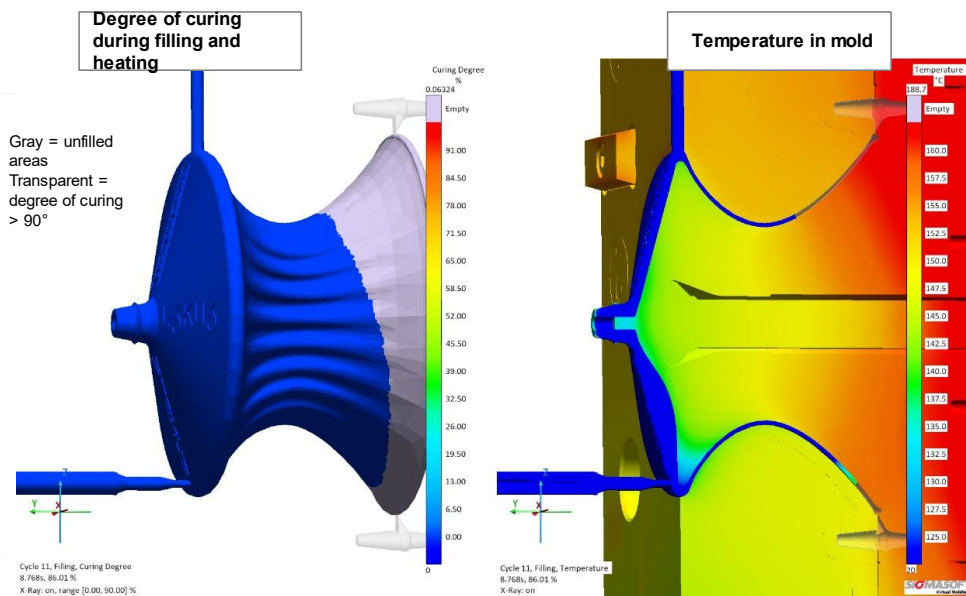 Degree of curing
during filling and
heating
Temperature in mold
Gray = unfilled
areas
Transparent =
degree of curing
> 90°
Curing Degree
%
0.06324
Empty
91.00
84.50
78.00
71.50
65.00
58.50
52.00
45.50
39.00
32.50
26.00
19.50
13.00
6.50
0.00
0
Z
Y
X
Cycle 11, Filling, Curing Degree
8.768s, 86.01 %
X-Ray: on, range [0.00, 90.00] %
Temperature
°C
188.7
Empty
160.0
157.5
155.0
152.5
150.0
147.5
145.0
142.5
140.0
137.5
135.0
132.5
130.0
127.5
125.0
20
Z
Y
X
Cycle 11, Filling, Temperature
8.768s, 86.01 %
X-Ray: on
SIGMASOF
Virtual Moldin